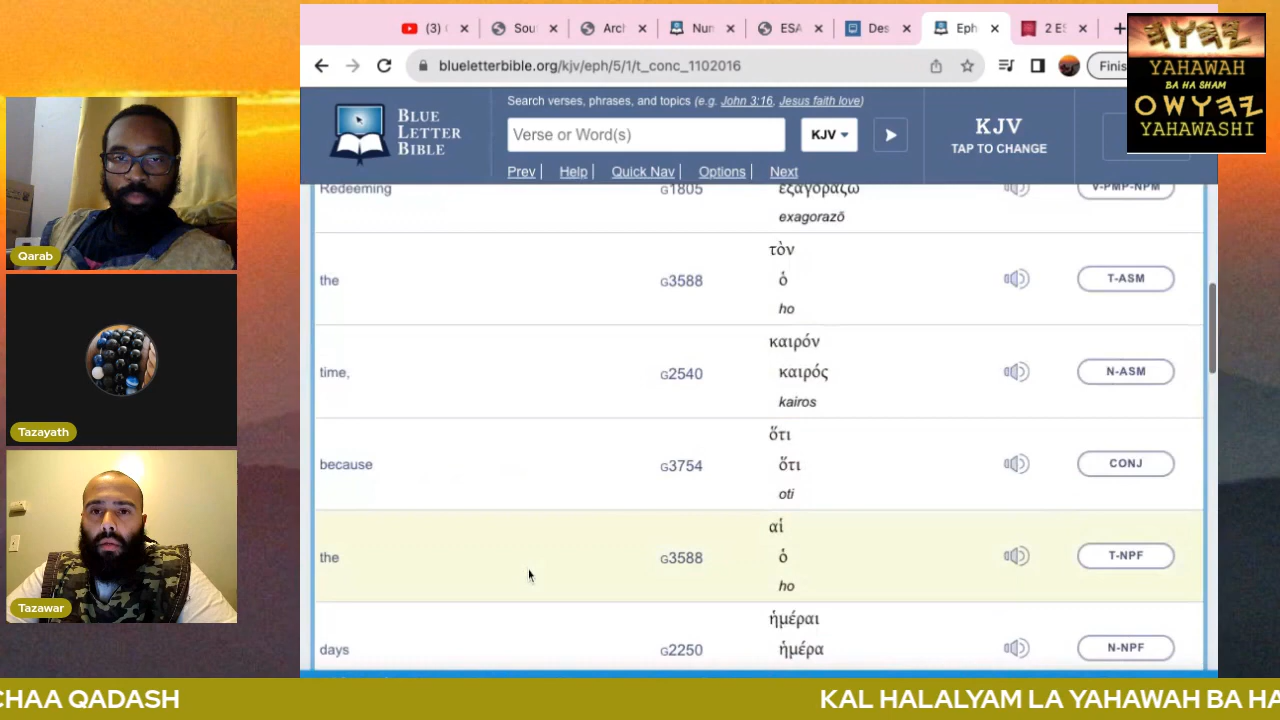 (3) (
Sou
Arch
Num
ESA
Des
Eph
2 E
blueletterbible.org/kjv/eph/5/1/t_conc_1102016
Finis
YAHAWAH
BA HA SHAM
YAHAWASHI
BLUE
LETTER
BIBLE
Search verses, phrases, and topics (e.g. John 3:16, Jesus faith love)
Verse or Word(s)
KJV
Prev | Help | Quick Nav | Options | Next
KJV
TAP TO CHANGE
Redeeming G1805 ἐξαγοράζω V-PMP-NPM
exagorazō
τὸν
the G3588 ὁ T-ASM
ho
καιρόν
time, G2540 καιρός N-ASM
kairos
ὅτι
because G3754 ὅτι CONJ
oti
αἱ
the G3588 ὁ T-NPF
ho
ἡμέραι
days G2250 ἡμέρα N-NPF
Qarab
Tazayath
Tazawar
CHAA QADASH
KAL HALALYAM LA YAHAWAH BA HA